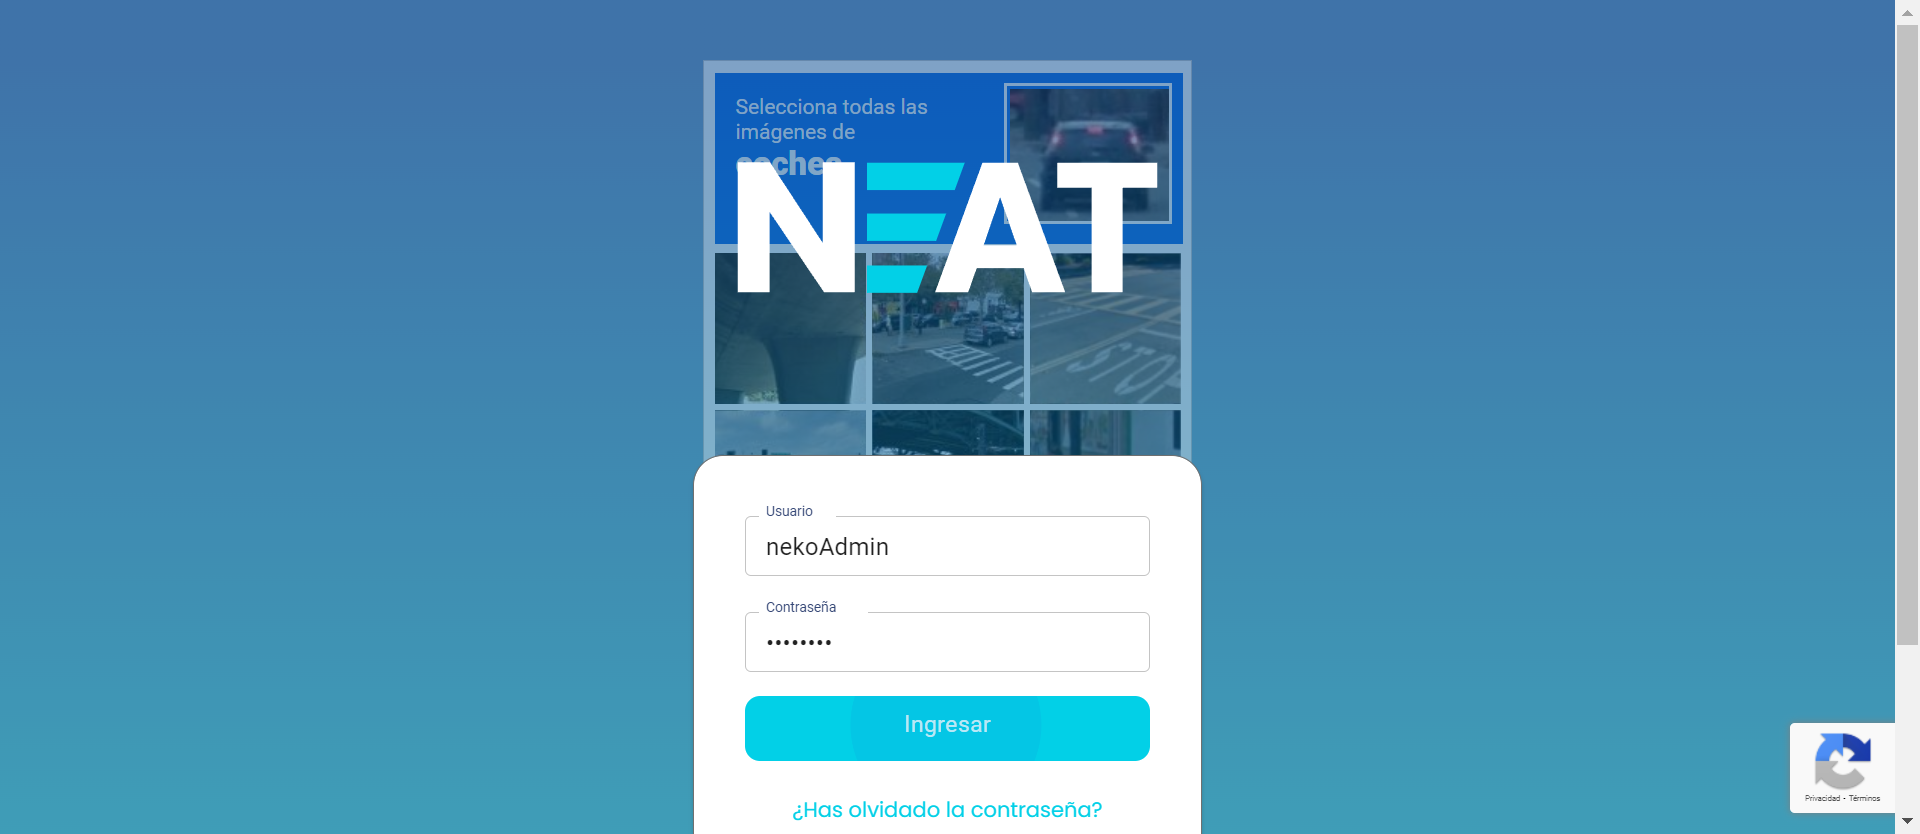 Selecciona todas las
imágenes de
coches
NEAT
STOP
Usuario
nekoAdmin
Contraseña
••••••••
Ingresar
¿Has olvidado la contraseña?
Privacidad - Términos